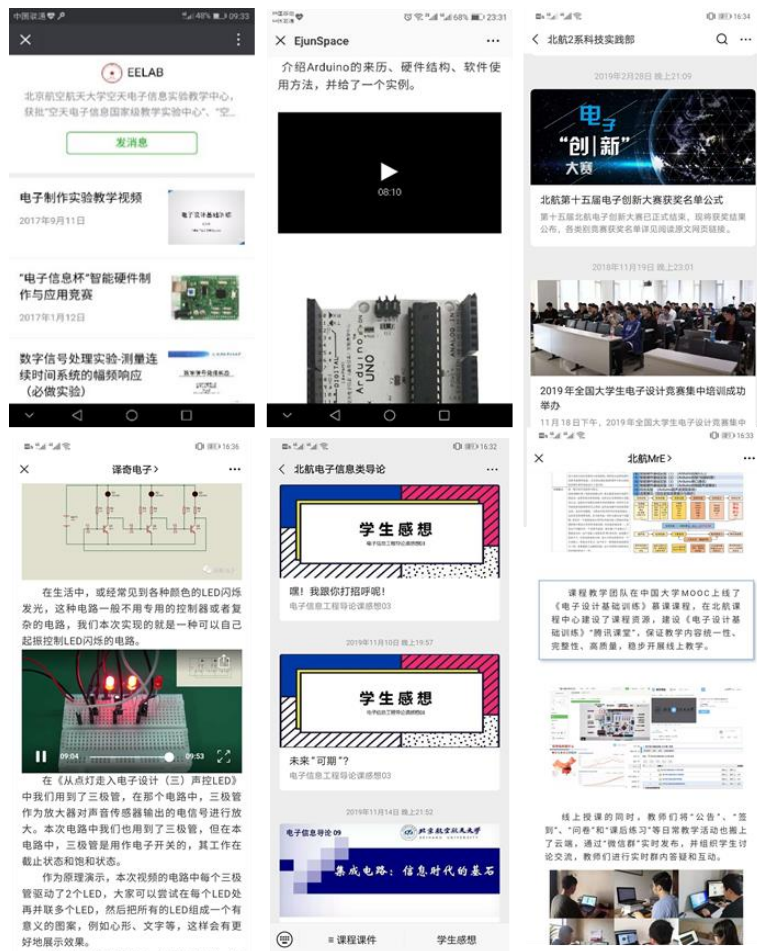 中国联通
48%
09:33
EELAB
北京航空航天大学空天电子信息实验教学中心，
获批“空天电子信息国家级教学实验中心”、“空...
发消息
电子制作实验教学视频
2017年9月11日
“电子信息杯”智能硬件制
作与应用竞赛
2017年1月12日
数字信号处理实验-测量连
续时间系统的幅频响应
（必做实验）
68%
23:31
EjunSpace
介绍Arduino的来历、硬件结构、软件使
用方法，并给了一个实例。
08:10
Arduino
UNO
DIGITAL
ANALOG IN
16:34
北航2系科技实践部
2019年2月28日 晚上21:09
电子
“创|新”
大赛
北航第十五届电子创新大赛获奖名单公式
第十五届北航电子创新大赛已正式结束，现将获奖结果
公布，各类别竞赛获奖名单详见阅读原文网页链接。
2018年11月19日 晚上23:01
2019年全国大学生电子设计竞赛集中培训成功
举办
11月18日下午，2019年全国大学生电子设计竞赛集中
16:36
译奇电子
在生活中，或经常见到各种颜色的LED闪烁
发光，这种电路一般不用专用的控制器或者复
杂的电路，我们本次实现的就是一种可以自己
起振控制LED闪烁的电路。
09:04
09:53
在《从点灯走入电子设计（三）声控LED》
中我们用到了三极管，在那个电路中，三极管
作为放大器对声音传感器输出的电信号进行放
大。本次电路中我们也用到了三极管，但在本
电路中，三极管是用作电子开关的，其工作在
截止状态和饱和状态。
作为原理演示，本次视频的电路中每个三极
管驱动了2个LED，大家可以尝试在每个LED处
再并联多个LED，然后把所有的LED组成一个有
意义的图案，例如心形、文字等，这样会有更
好地展示效果。
16:32
北航电子信息类导论
学生感想
电子信息工程导论课感想03
嘿！我跟你打招呼呢！
电子信息工程导论课感想03
2019年11月10日 晚上19:57
学生感想
电子信息工程导论课感想03
未来“可期”？
电子信息工程导论课感想03
2019年11月14日 晚上21:52
电子信息导论09
北京航空航天大学
集成电路：信息时代的基石
课程课件
学生感想
16:33
北航MrE
课程教学团队在中国大学MOOC上线了
《电子设计基础训练》慕课课程，在北航课
程中心建设了课程资源，建设《电子设计基
础训练》“腾讯课堂”，保证教学内容统一性、
完整性、高质量，稳步开展线上教学。
线上授课的同时，教师们将“公告”、“签
到”、“问卷”和“课后练习”等日常教学活动也搬上
了云端，通过“微信群”实时发布，并组织学生讨
论交流，教师们进行实时群内答疑和互动。